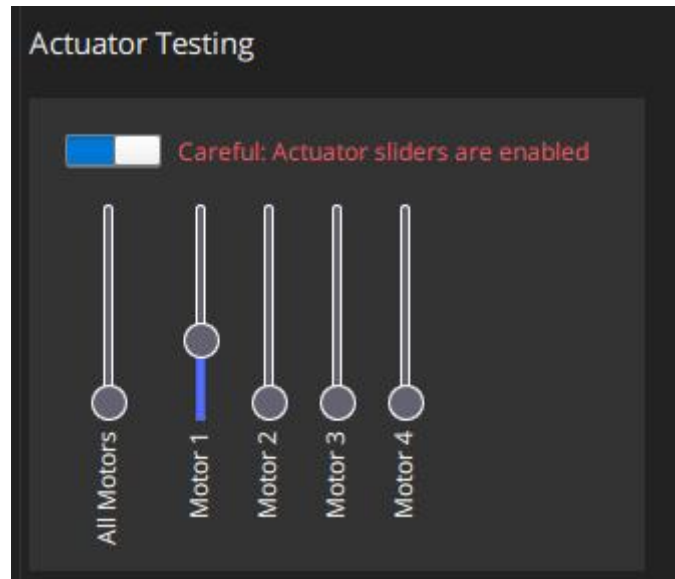 Actuator Testing
Careful: Actuator sliders are enabled
All Motors
Motor 1
Motor 2
Motor 3
Motor 4